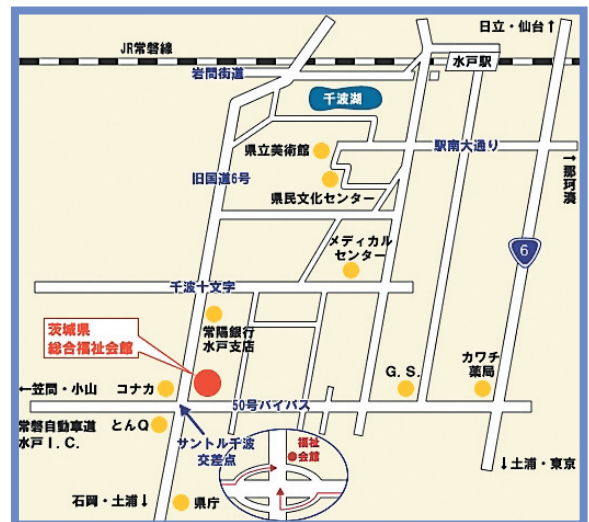 日立・仙台↑
JR常磐線
水戸駅
岩間街道
千波湖
県立美術館
駅南大通り
→那珂湊
旧国道6号
県民文化センター
メディカル
センター
6
千波十文字
茨城県
総合福祉会館
常陽銀行
水戸支店
カワチ
薬局
G.S.
←笠間・小山
コナカ
50号バイパス
常磐自動車道
水戸I.C.
とんQ
サントル千波
交差点
福祉
会館
↓土浦・東京
石岡・土浦↓
県庁